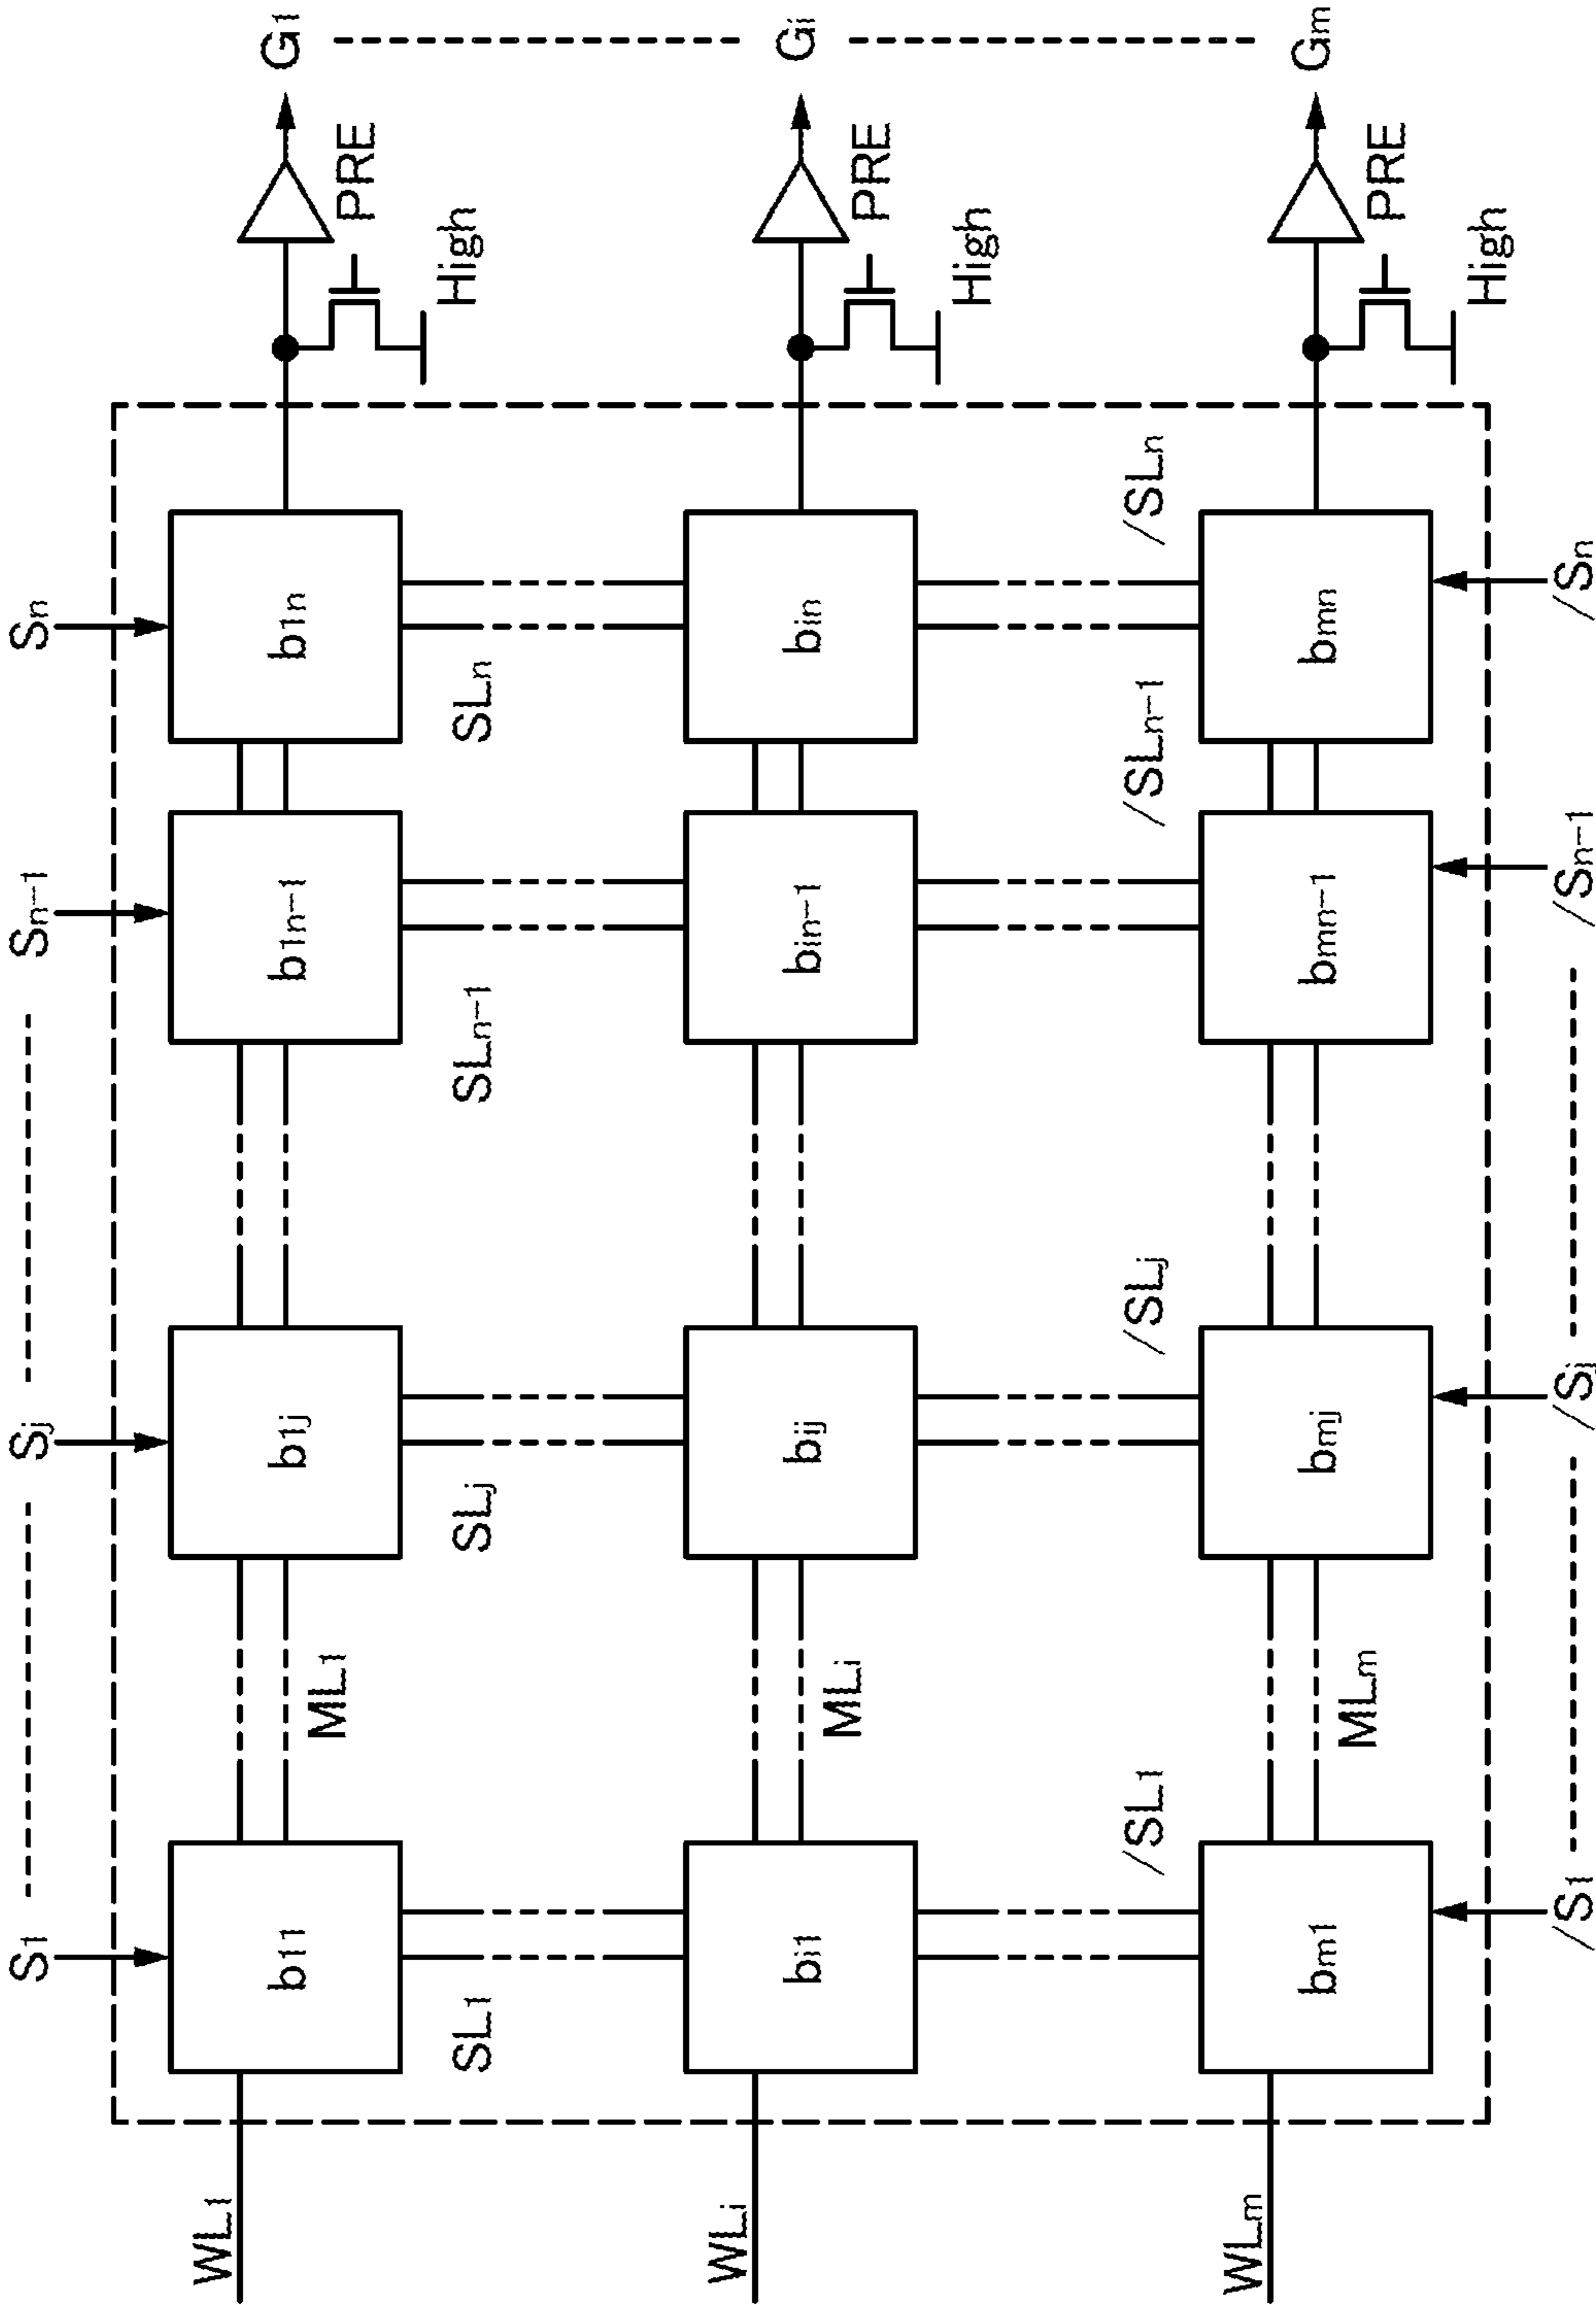 S1 Sj Sn-1 Sn
WL1
b11 b1j b1n-1 b1n G1
ML1 PRE
High
SL1 SLj SLn-1 SLn
WLi
bi1 bij bin-1 bin Gi
MLi PRE
High
/SL1 /SLj /SLn-1 /SLn
WLm
bm1 bmj bmn-1 bmn Gm
MLm PRE
High
/S1 /Sj /Sn-1 /Sn